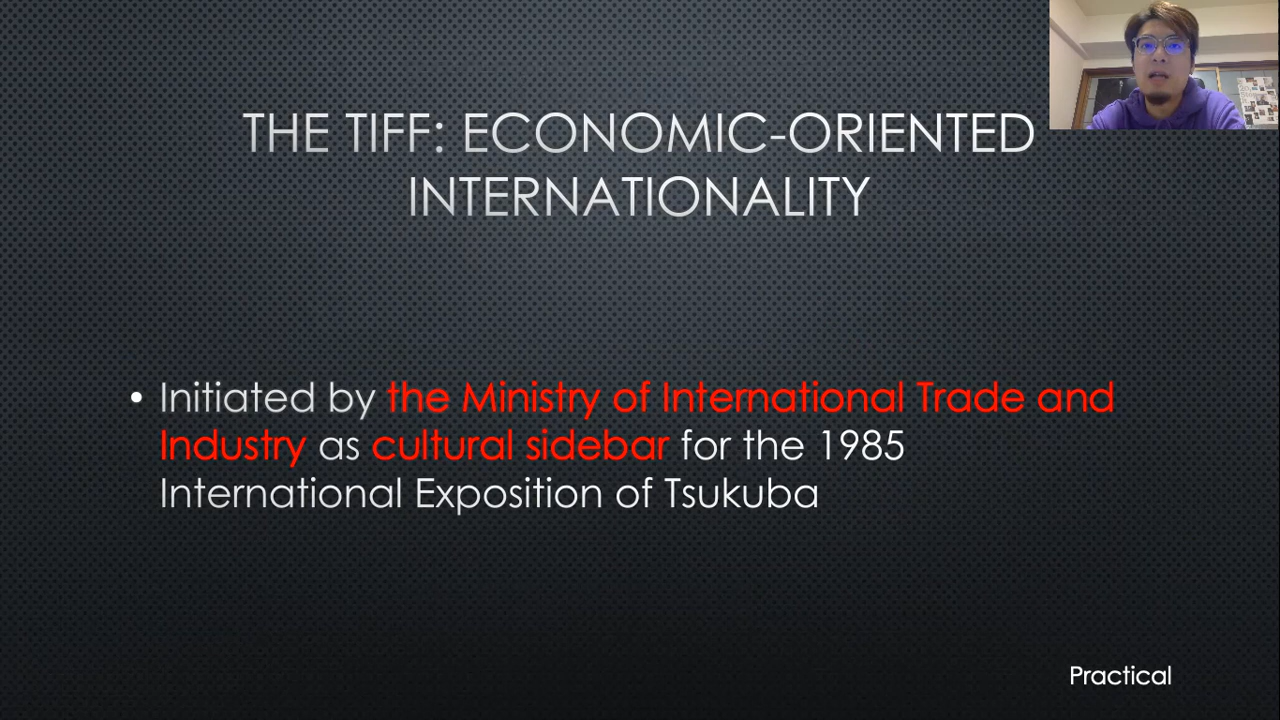 THE TIFF: ECONOMIC-ORIENTED
INTERNATIONALITY
• Initiated by the Ministry of International Trade and
Industry as cultural sidebar for the 1985
International Exposition of Tsukuba
Practical